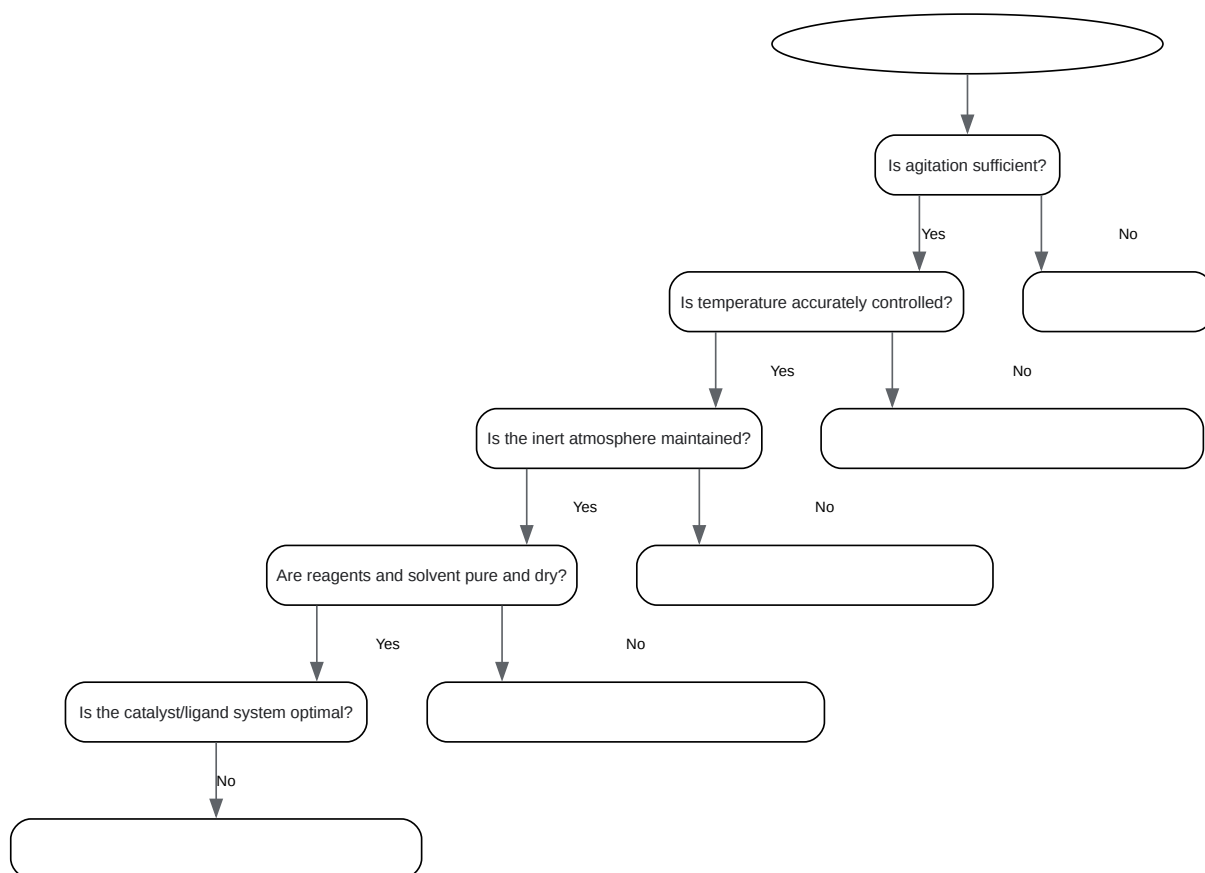 Is agitation sufficient?
Yes
No
Is temperature accurately controlled?
Yes
No
Is the inert atmosphere maintained?
Yes
No
Are reagents and solvent pure and dry?
Yes
No
Is the catalyst/ligand system optimal?
No